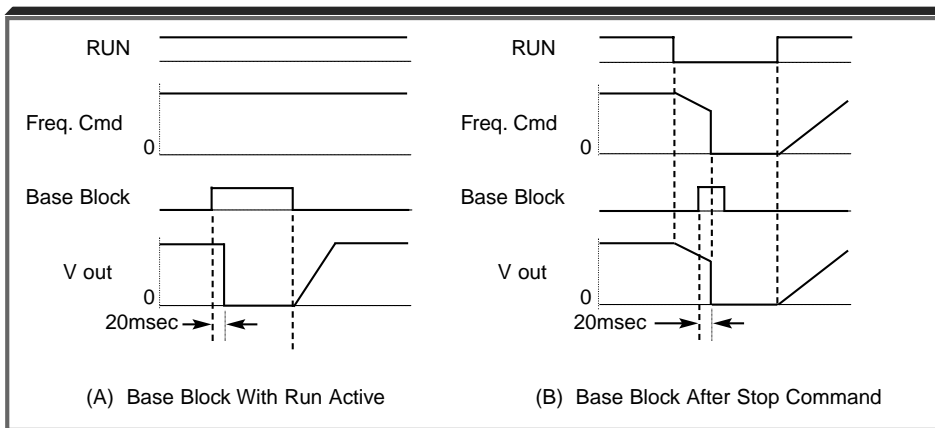 RUN
Freq. Cmd
0
Base Block
V out
0
20msec
(A) Base Block With Run Active
RUN
Freq. Cmd
0
Base Block
V out
0
20msec
(B) Base Block After Stop Command